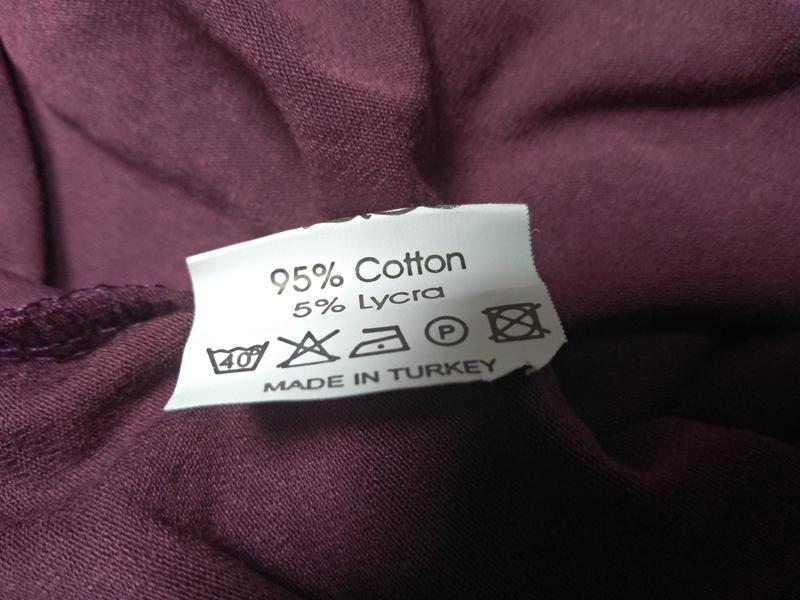 95% Cotton
5% Lycra
40° P
MADE IN TURKEY